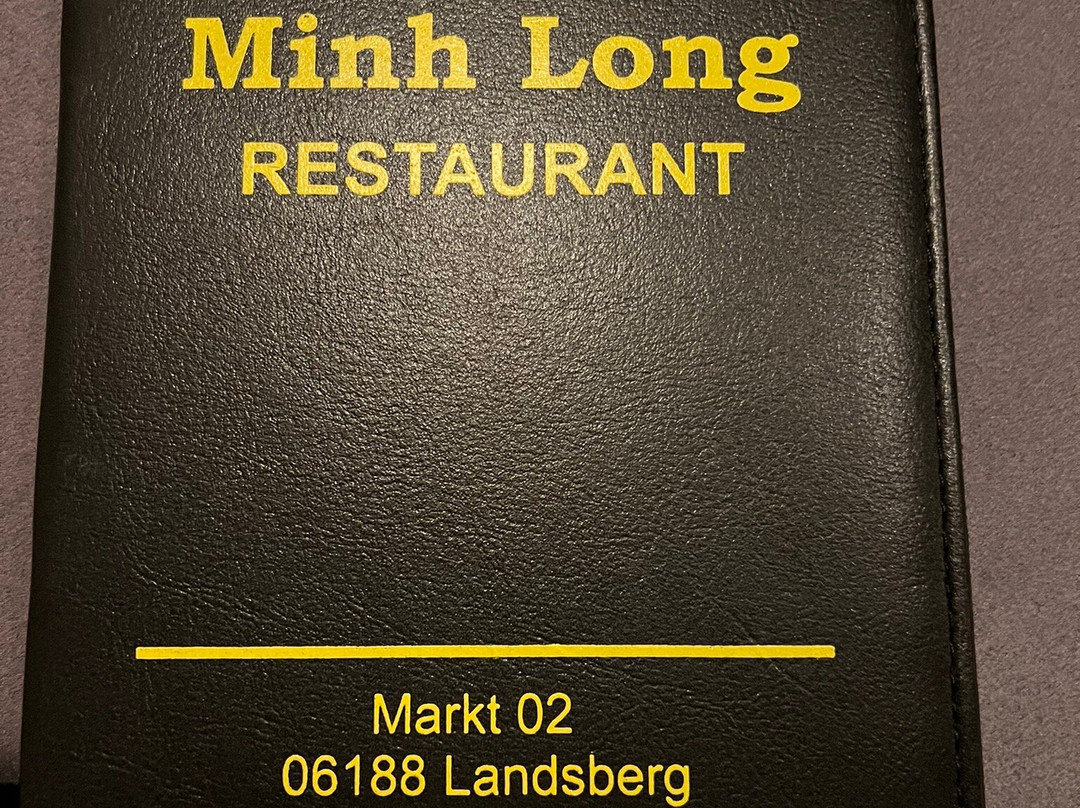 Minh Long
RESTAURANT
Markt 02
06188 Landsberg